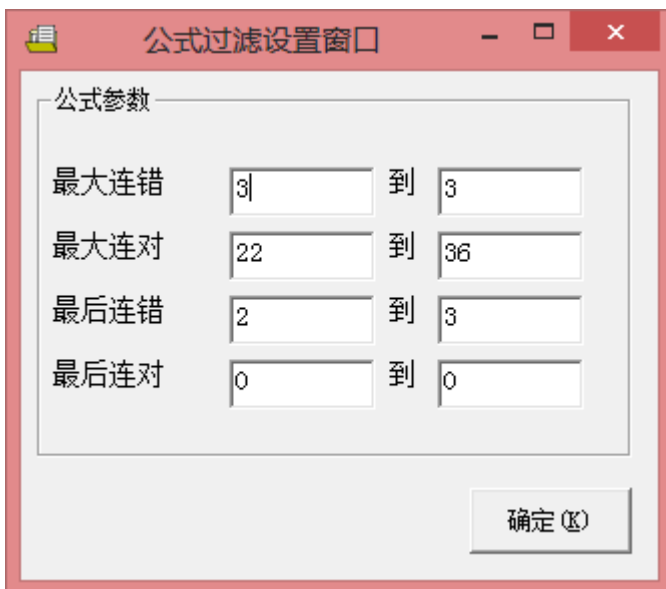 公式过滤设置窗口
公式参数
最大连错 3 到 3
最大连对 22 到 36
最后连错 2 到 3
最后连对 0 到 0
确定(K)